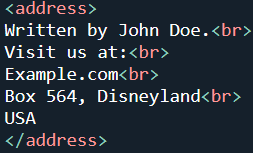 <address>
Written by John Doe.<br>
Visit us at:<br>
Example.com<br>
Box 564, Disneyland<br>
USA
</address>